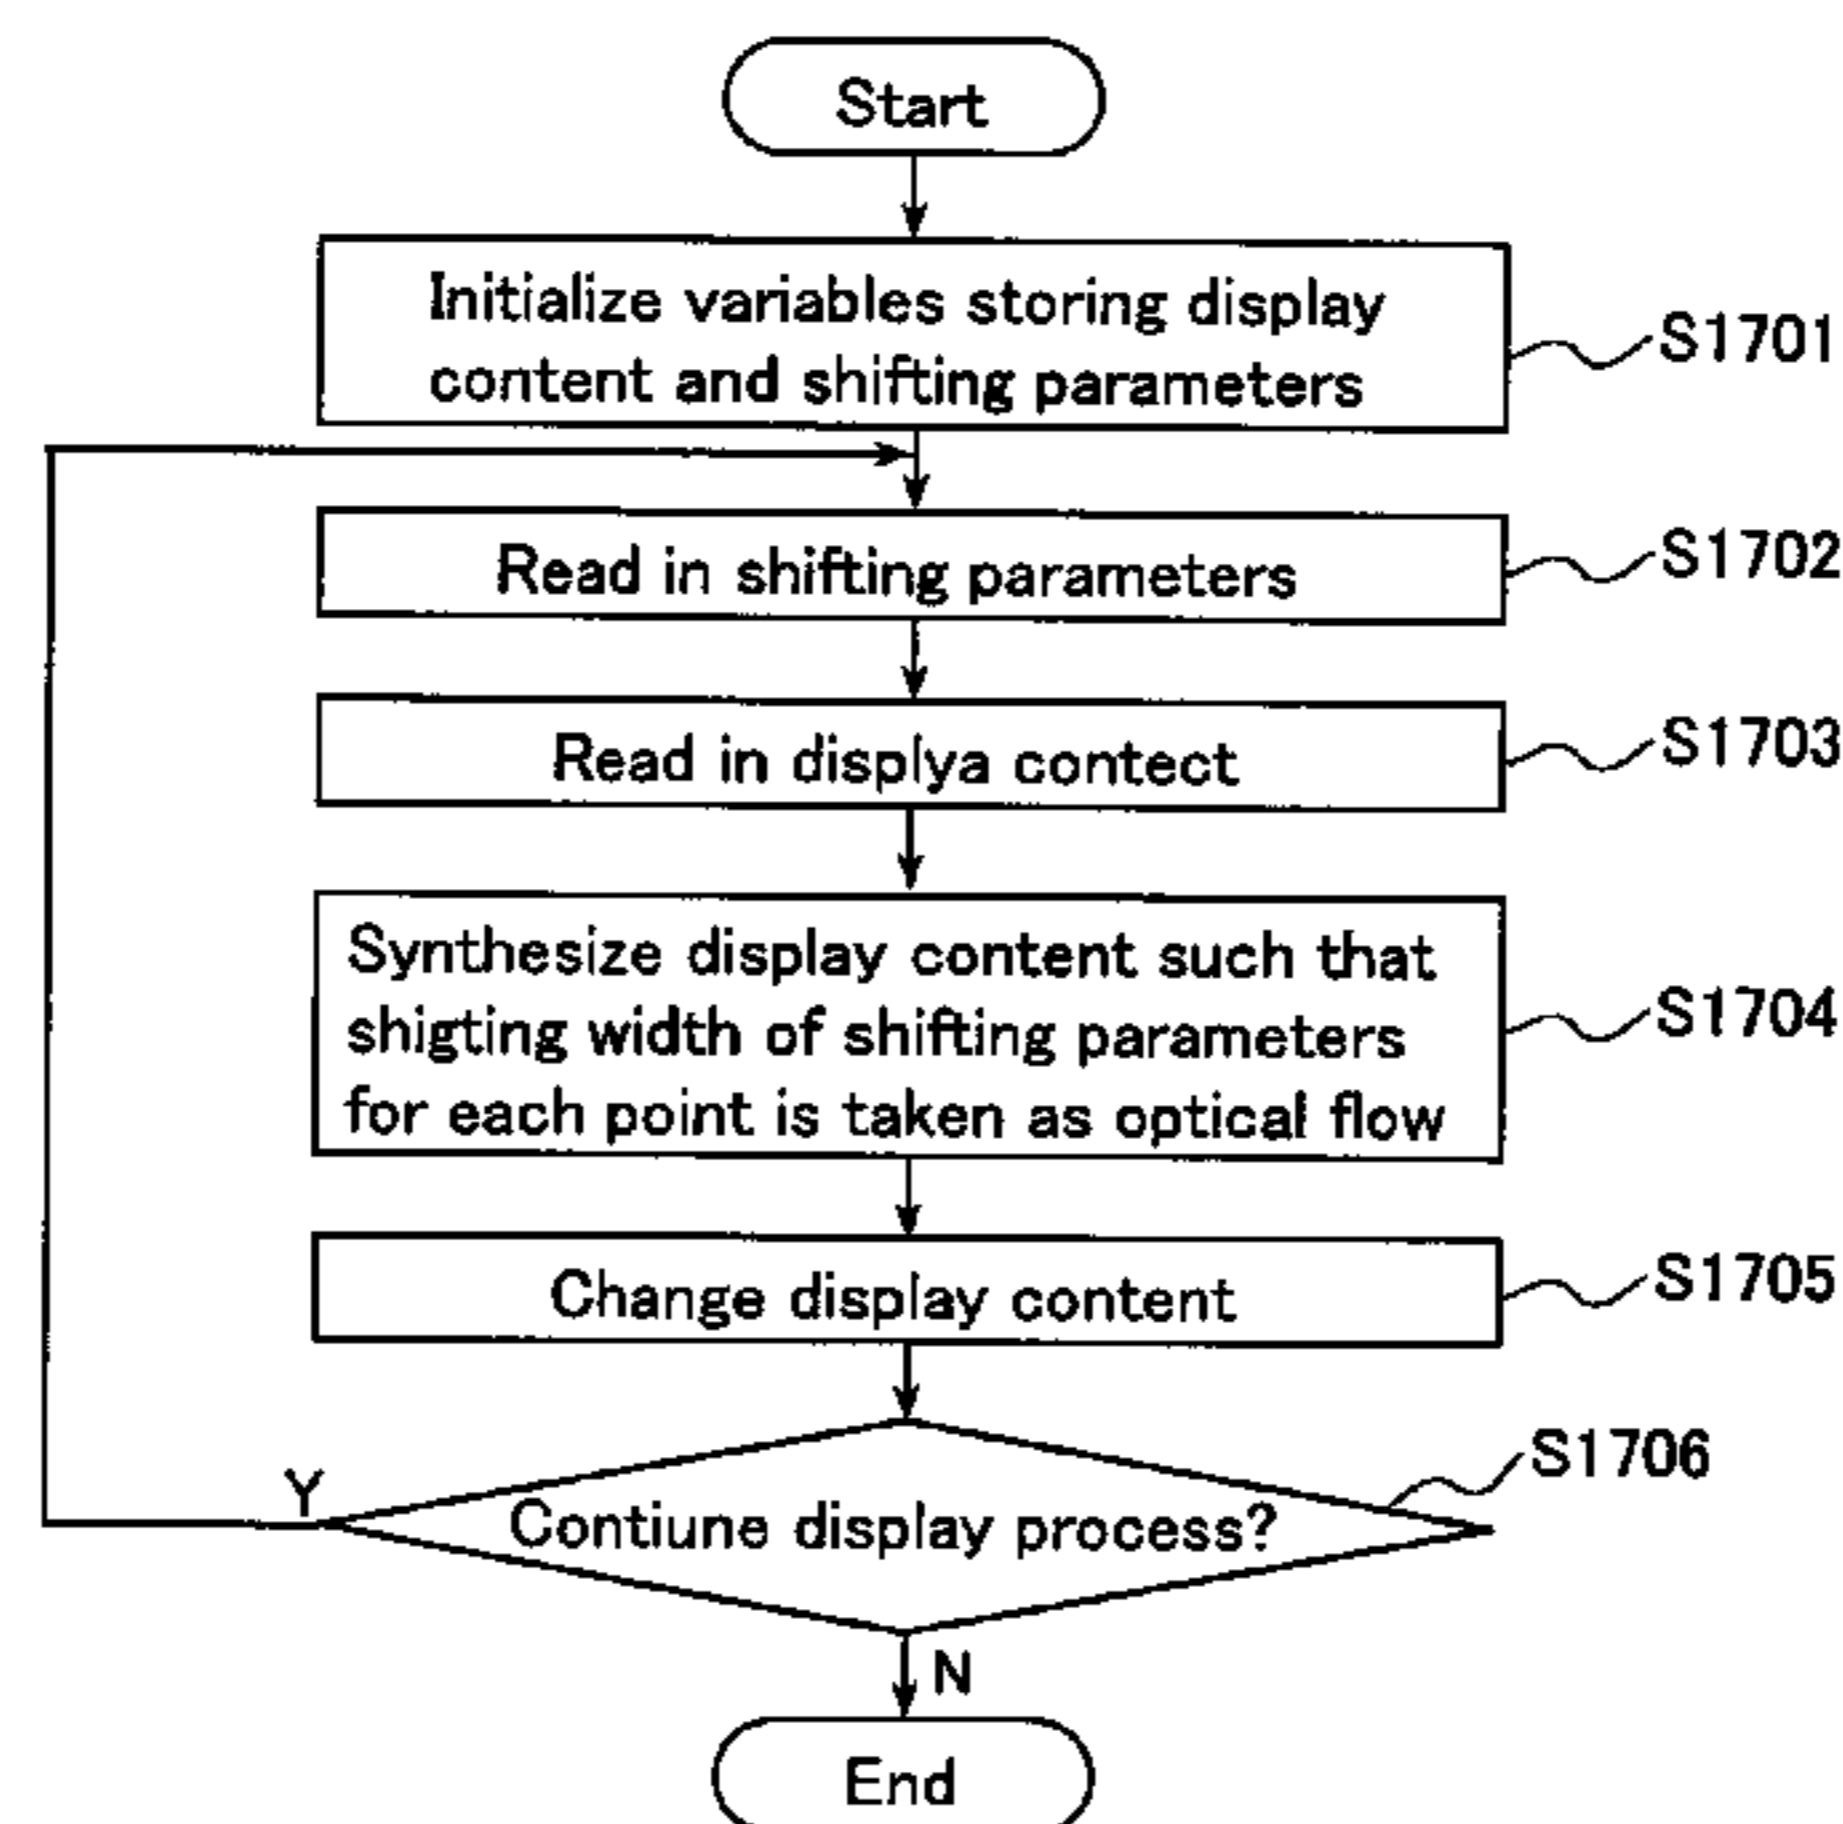 Start
Initialize variables storing display
content and shifting parameters
S1701
Read in shifting parameters
S1702
Read in displya contect
S1703
Synthesize display content such that
shigting width of shifting parameters
for each point is taken as optical flow
S1704
Change display content
S1705
S1706
Y
Contiune display process?
N
End